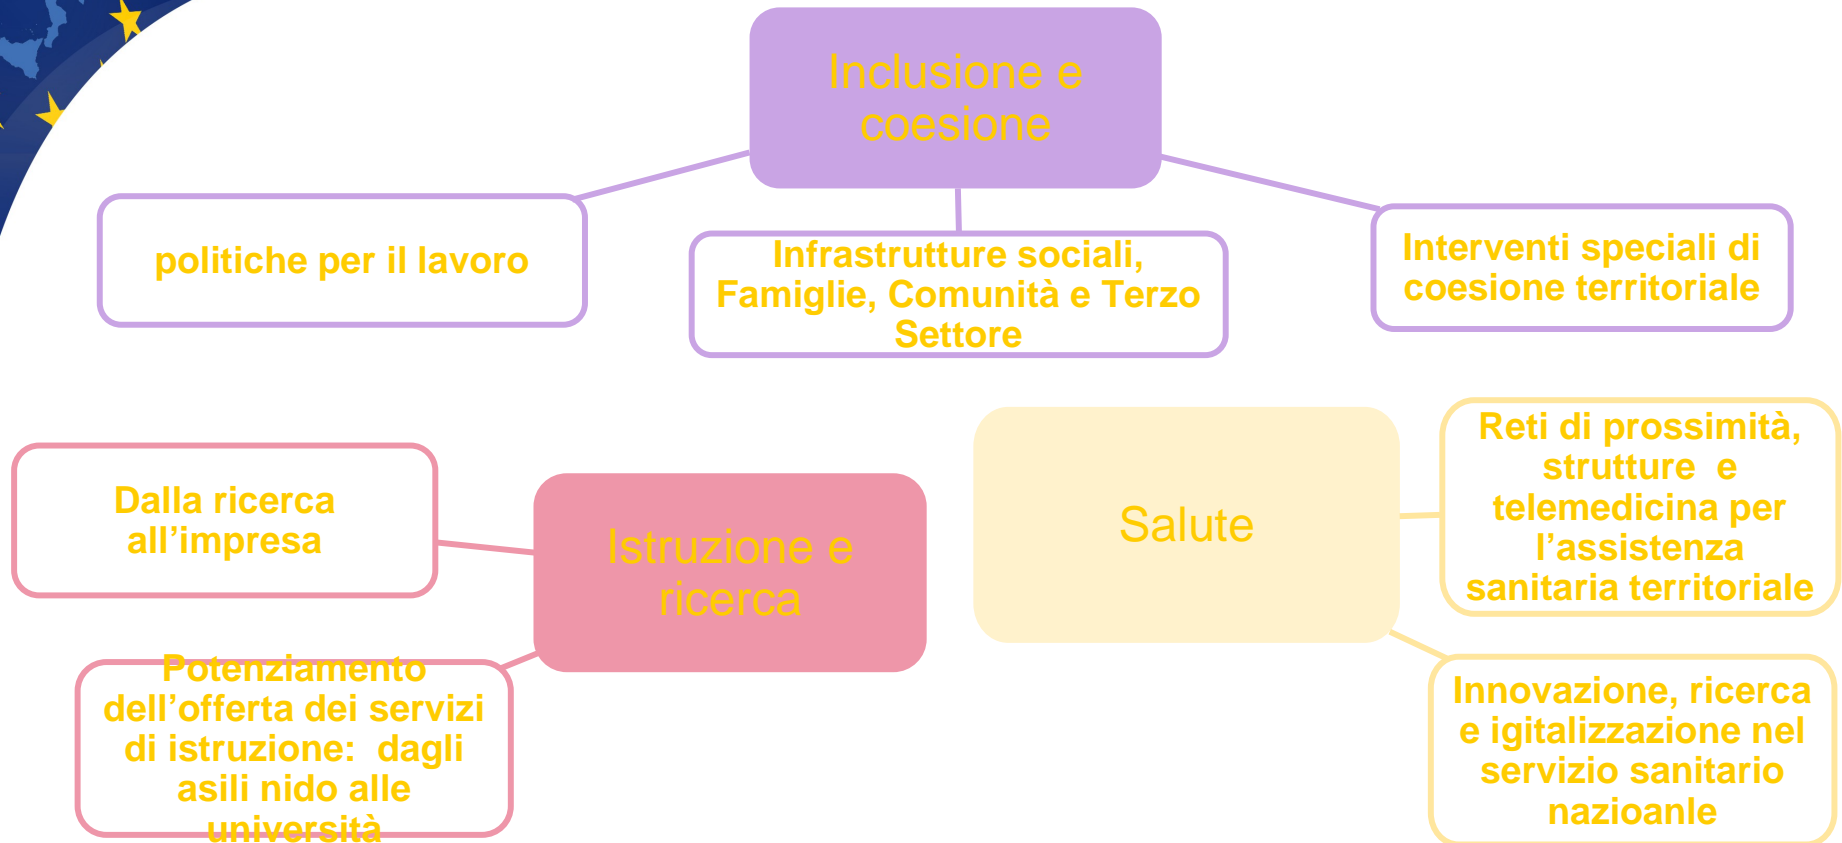 Inclusione e
coesione
politiche per il lavoro
Infrastrutture sociali,
Famiglie, Comunità e Terzo
Settore
Interventi speciali di
coesione territoriale
Dalla ricerca
all’impresa
Istruzione e
ricerca
Potenziamento
dell’offerta dei servizi
di istruzione:  dagli
asili nido alle
università
Salute
Reti di prossimità,
strutture  e
telemedicina per
l’assistenza
sanitaria territoriale
Innovazione, ricerca
e igitalizzazione nel
servizio sanitario
nazioanle